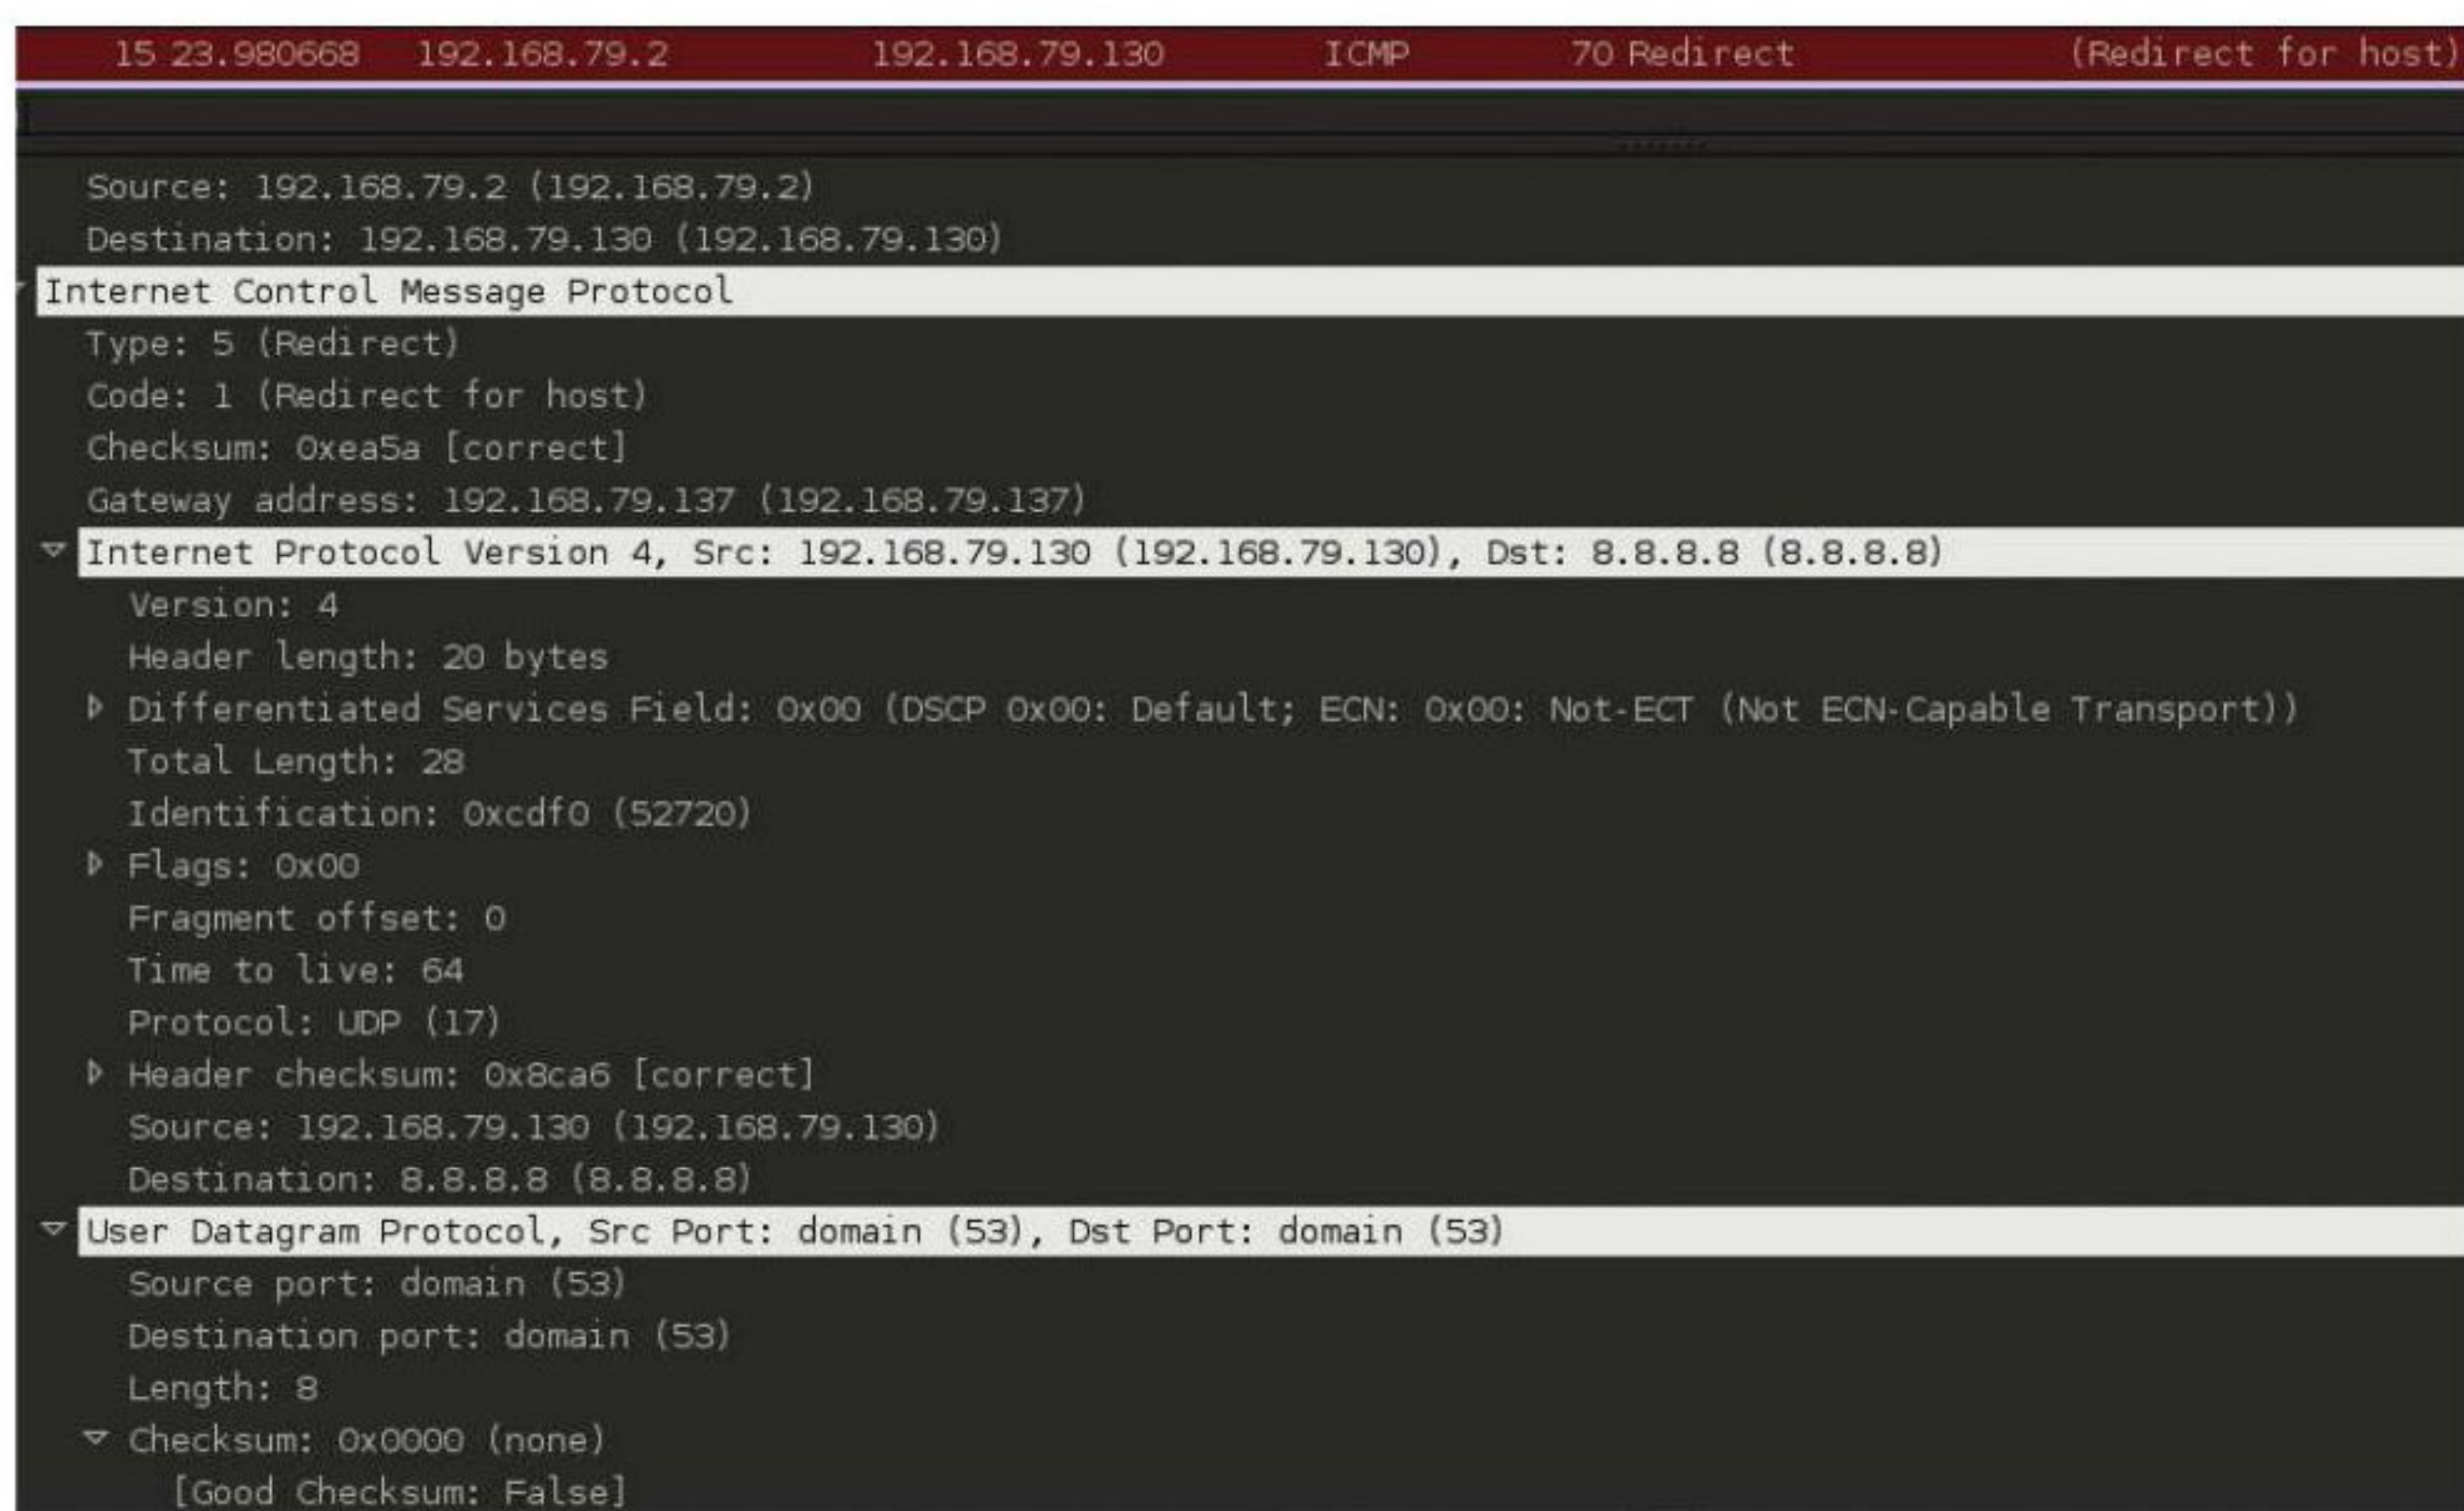 15 23.980668 192.168.79.2 192.168.79.130 ICMP 70 Redirect (Redirect for host)
Source: 192.168.79.2 (192.168.79.2)
Destination: 192.168.79.130 (192.168.79.130)
Internet Control Message Protocol
Type: 5 (Redirect)
Code: 1 (Redirect for host)
Checksum: 0xea5a [correct]
Gateway address: 192.168.79.137 (192.168.79.137)
Internet Protocol Version 4, Src: 192.168.79.130 (192.168.79.130), Dst: 8.8.8.8 (8.8.8.8)
Version: 4
Header length: 20 bytes
Differentiated Services Field: 0x00 (DSCP 0x00: Default; ECN: 0x00: Not-ECT (Not ECN-Capable Transport))
Total Length: 28
Identification: 0xcdf0 (52720)
Flags: 0x00
Fragment offset: 0
Time to live: 64
Protocol: UDP (17)
Header checksum: 0x8ca6 [correct]
Source: 192.168.79.130 (192.168.79.130)
Destination: 8.8.8.8 (8.8.8.8)
User Datagram Protocol, Src Port: domain (53), Dst Port: domain (53)
Source port: domain (53)
Destination port: domain (53)
Length: 8
Checksum: 0x0000 (none)
[Good Checksum: False]